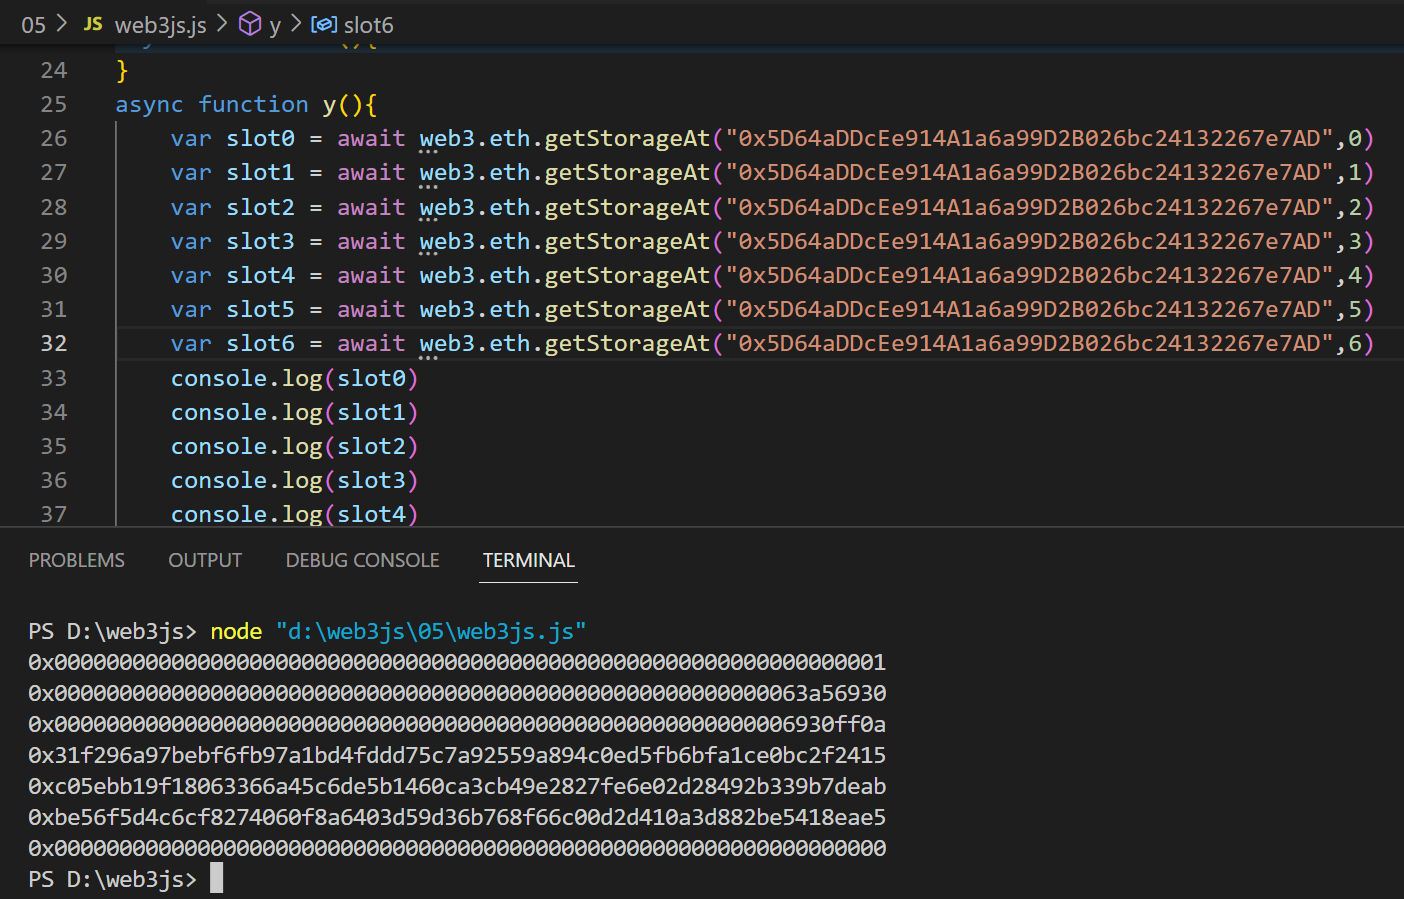 05 > JS web3js.js > y > slot6
24 }
25 async function y(){
26 var slot0 = await web3.eth.getStorageAt("0x5D64aDDcEe914A1a6a99D2B026bc24132267e7AD",0)
27 var slot1 = await web3.eth.getStorageAt("0x5D64aDDcEe914A1a6a99D2B026bc24132267e7AD",1)
28 var slot2 = await web3.eth.getStorageAt("0x5D64aDDcEe914A1a6a99D2B026bc24132267e7AD",2)
29 var slot3 = await web3.eth.getStorageAt("0x5D64aDDcEe914A1a6a99D2B026bc24132267e7AD",3)
30 var slot4 = await web3.eth.getStorageAt("0x5D64aDDcEe914A1a6a99D2B026bc24132267e7AD",4)
31 var slot5 = await web3.eth.getStorageAt("0x5D64aDDcEe914A1a6a99D2B026bc24132267e7AD",5)
32 var slot6 = await web3.eth.getStorageAt("0x5D64aDDcEe914A1a6a99D2B026bc24132267e7AD",6)
33 console.log(slot0)
34 console.log(slot1)
35 console.log(slot2)
36 console.log(slot3)
37 console.log(slot4)
PROBLEMS OUTPUT DEBUG CONSOLE TERMINAL
PS D:\web3js> node "d:\web3js\05\web3js.js"
0x0000000000000000000000000000000000000000000000000000000000000001
0x0000000000000000000000000000000000000000000000000000000063a56930
0x000000000000000000000000000000000000000000000000000000006930ff0a
0x31f296a97bebf6fb97a1bd4fddd75c7a92559a894c0ed5fb6bfa1ce0bc2f2415
0xc05ebb19f18063366a45c6de5b1460ca3cb49e2827fe6e02d28492b339b7deab
0xbe56f5d4c6cf8274060f8a6403d59d36b768f66c00d2d410a3d882be5418eae5
0x0000000000000000000000000000000000000000000000000000000000000000
PS D:\web3js>